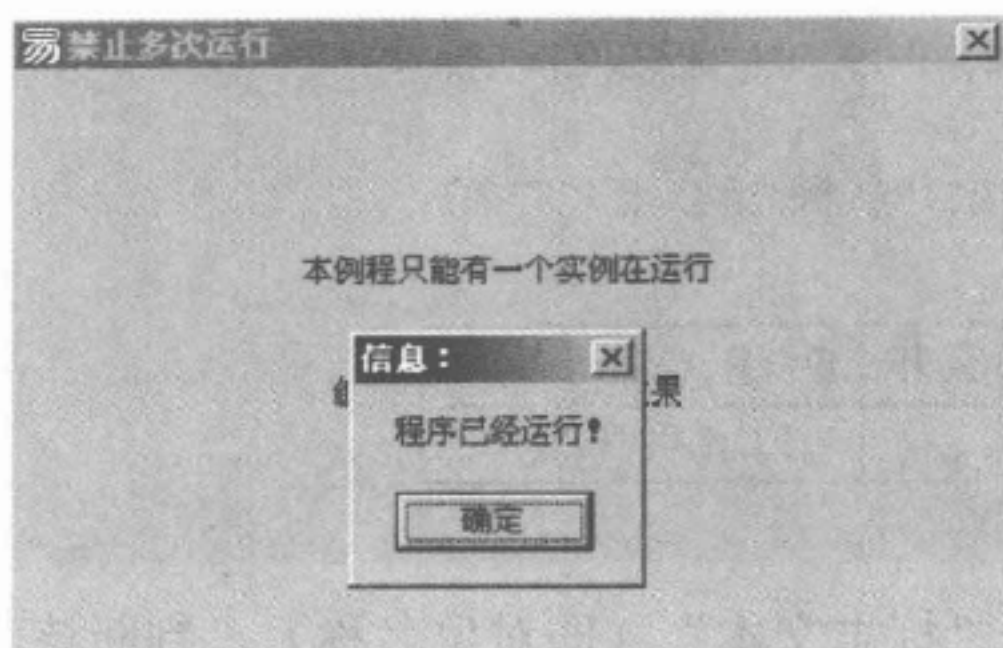 易禁止多次运行
本例程只能有一个实例在运行
信息：
果
程序已经运行！
确定